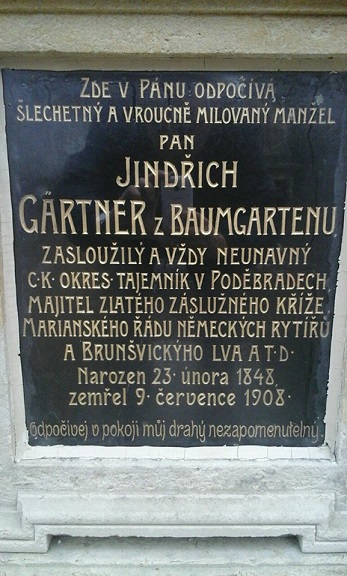 Zde v Pánu odpočívá
šlechetný a vroucně milovaný manžel
pan
Jindřich
Gärtner z Baumgartenu,
zasloužilý a vždy neunavný
c·k· okres· tajemník v Poděbradech,
majitel zlatého záslužného kříže,
Marianského řádu německých rytířů
a Brunšvického lva a t·d·
Narozen 23· února 1848,
zemřel 9· července 1908·
Odpočívej v pokoji můj drahý nezapomenutelný·